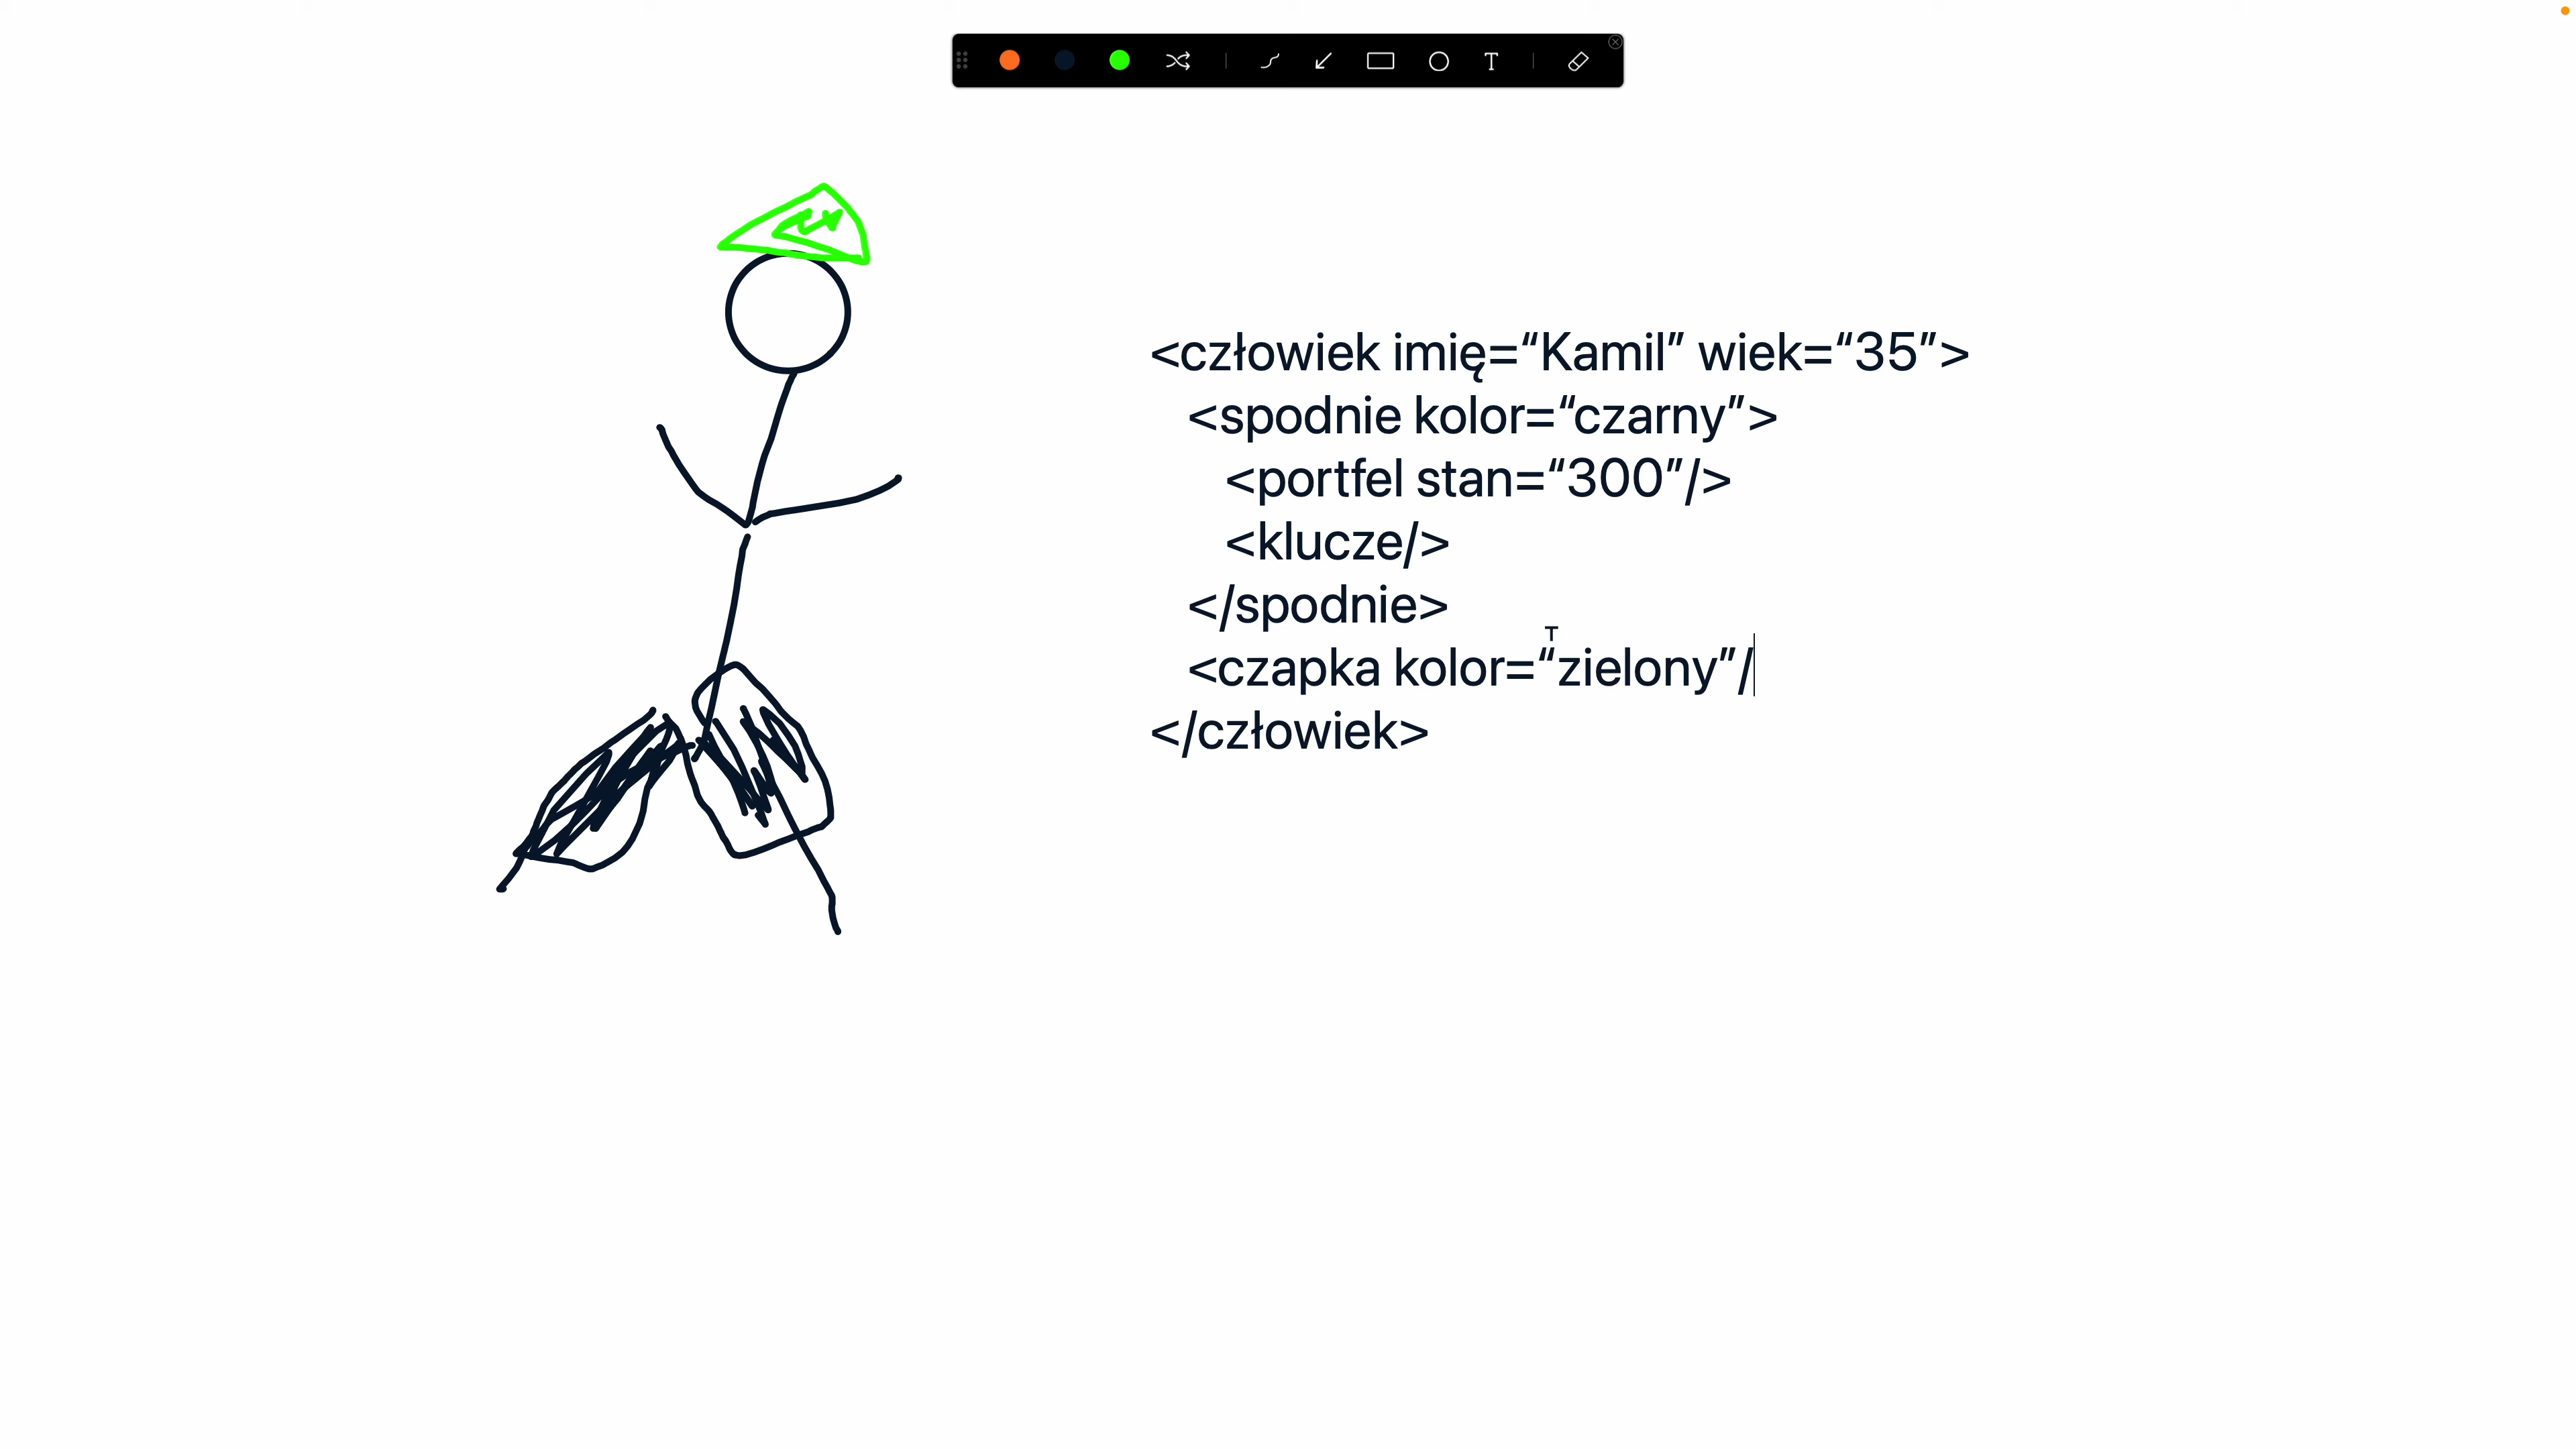 <człowiek imię=“Kamil” wiek=“35”>
<spodnie kolor=“czarny”>
<portfel stan=“300”/>
<klucze/>
</spodnie>
<czapka kolor=“zielony”/
</człowiek>